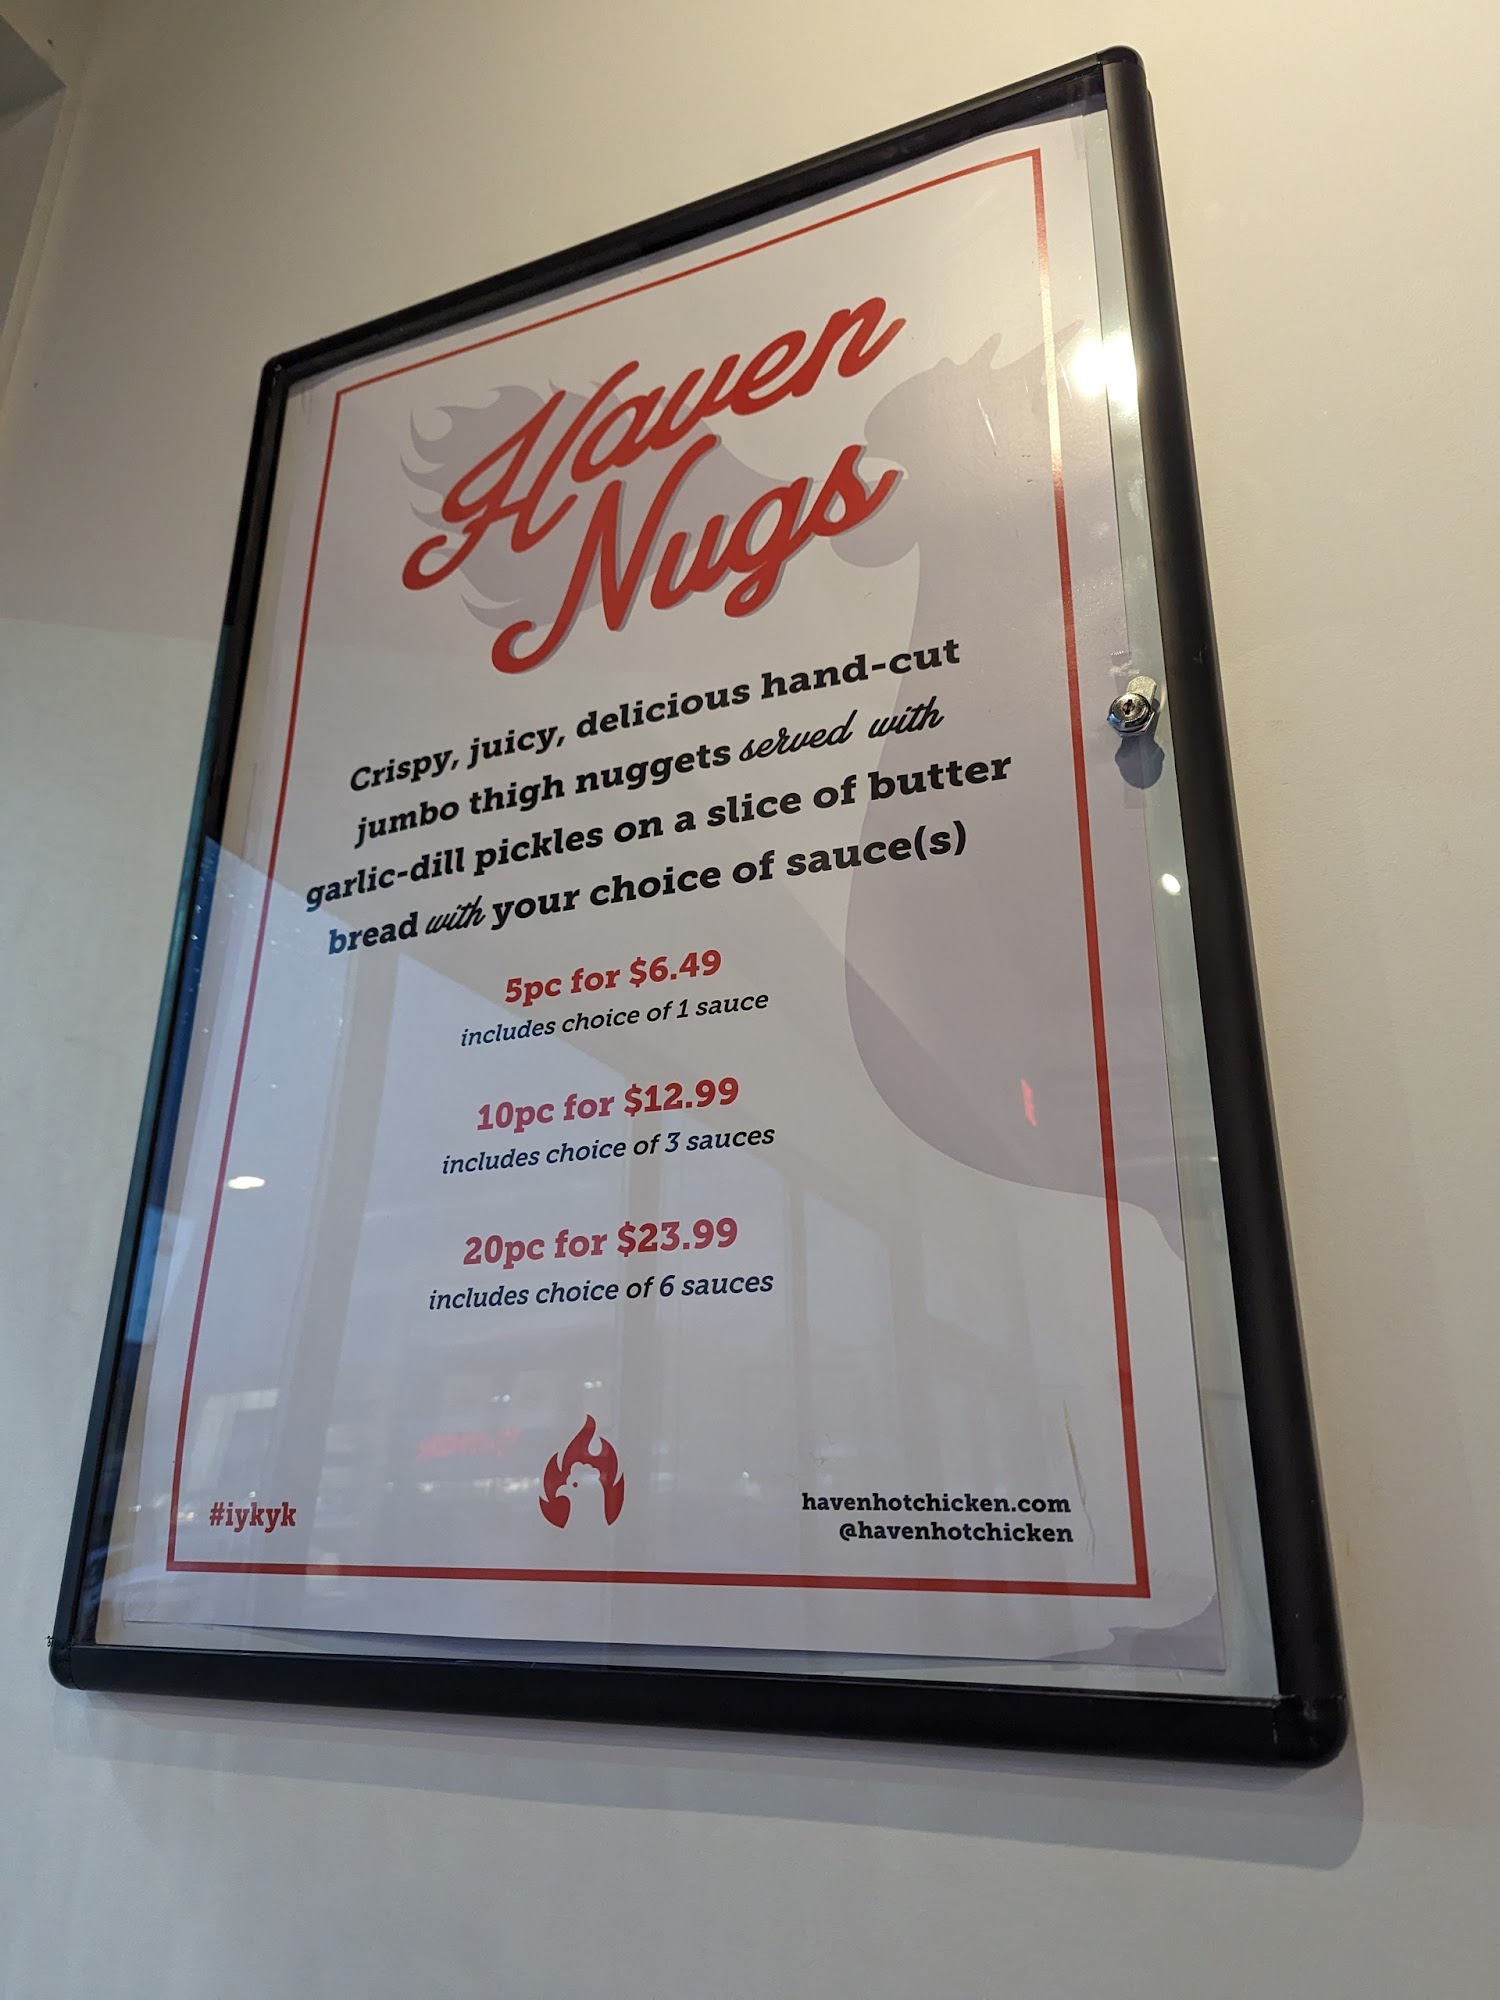 Haven
Nugs
Crispy, juicy, delicious hand-cut
jumbo thigh nuggets served with
garlic-dill pickles on a slice of butter
bread with your choice of sauce(s)
5pc for $6.49
includes choice of 1 sauce
10pc for $12.99
includes choice of 3 sauces
20pc for $23.99
includes choice of 6 sauces
#iykyk
havenhotchicken.com
@havenhotchicken